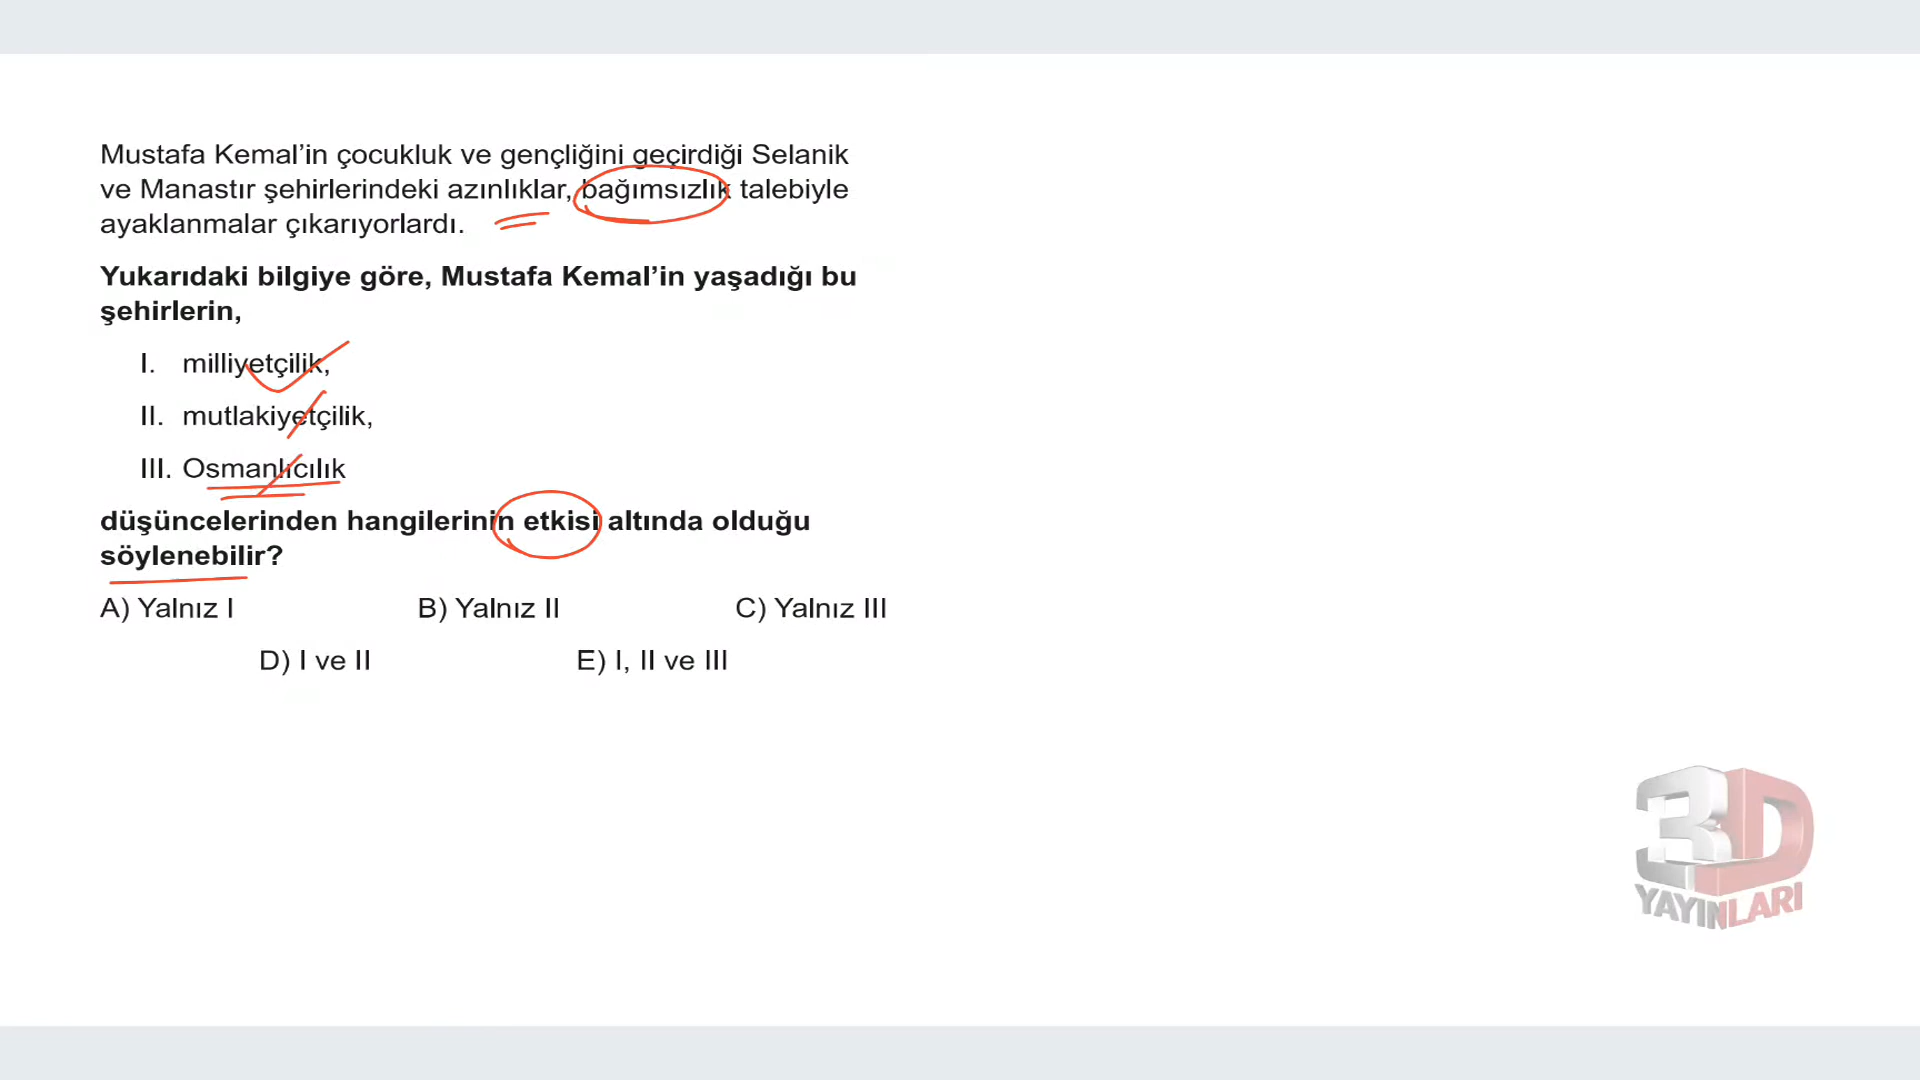 Mustafa Kemal’in çocukluk ve gençliğini geçirdiği Selanik
ve Manastır şehirlerindeki azınlıklar, bağımsızlık talebiyle
ayaklanmalar çıkarıyorlardı.
Yukarıdaki bilgiye göre, Mustafa Kemal’in yaşadığı bu
şehirlerin,
I. milliyetçilik,
II. mutlakiyetçilik,
III. Osmanlıcılık
düşüncelerinden hangilerinin etkisi altında olduğu
söylenebilir?
A) Yalnız I B) Yalnız II C) Yalnız III
D) I ve II E) I, II ve III
3D
YAYINLARI